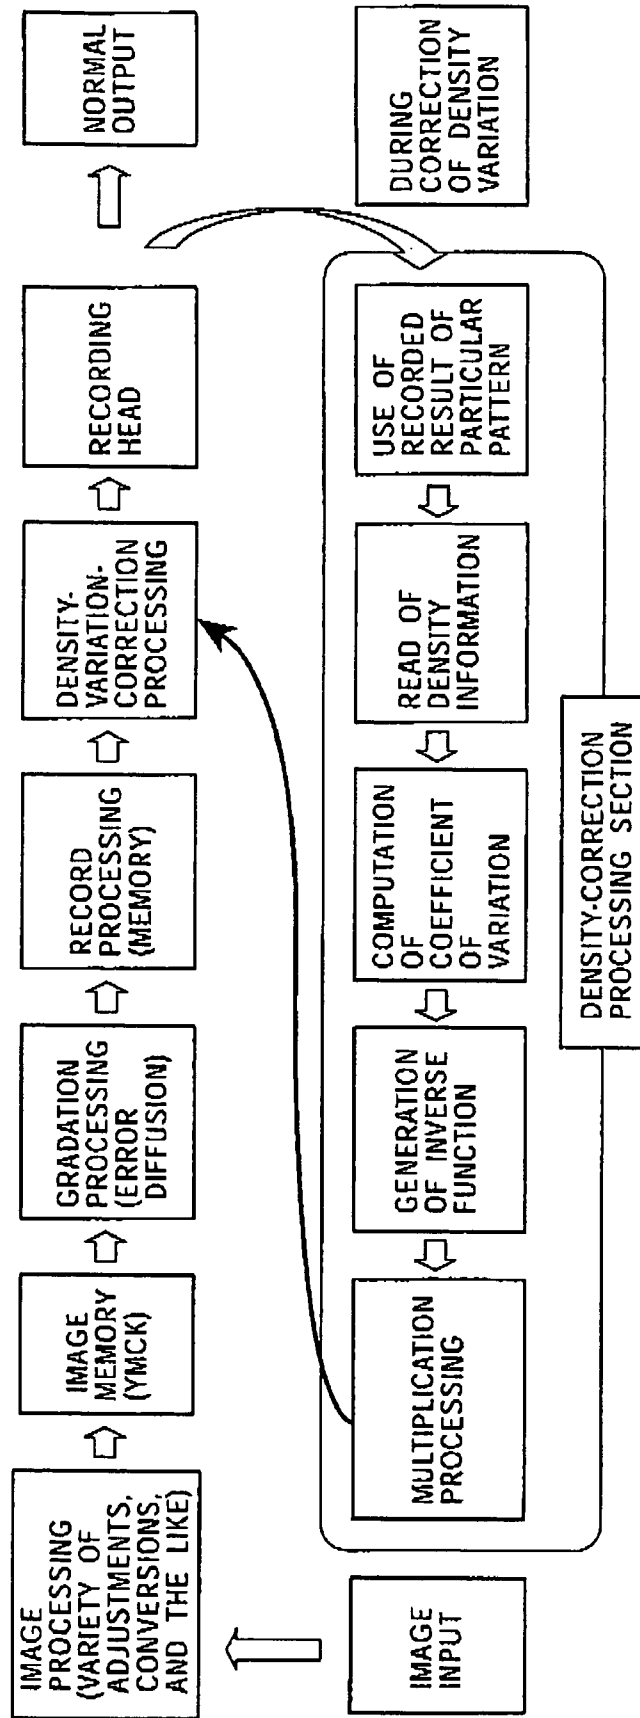 IMAGE
INPUT
IMAGE
PROCESSING
(VARIETY OF
ADJUSTMENTS,
CONVERSIONS,
AND THE LIKE)
IMAGE
MEMORY
(YMCK)
GRADATION
PROCESSING
(ERROR
DIFFUSION)
RECORD
PROCESSING
(MEMORY)
DENSITY-
VARIATION-
CORRECTION
PROCESSING
RECORDING
HEAD
NORMAL
OUTPUT
DURING
CORRECTION
OF DENSITY
VARIATION
USE OF
RECORDED
RESULT OF
PARTICULAR
PATTERN
READ OF
DENSITY
INFORMATION
COMPUTATION
OF
COEFFICIENT
OF
VARIATION
GENERATION
OF INVERSE
FUNCTION
MULTIPLICATION
PROCESSING
DENSITY-CORRECTION
PROCESSING SECTION